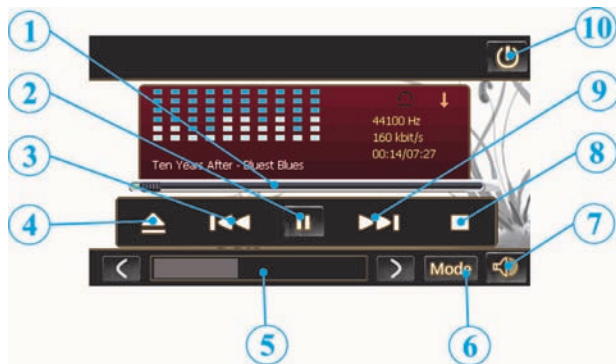 1
10
2
9
44100 Hz
160 kbit/s
3
00:14/07:27
Ten Years After - Bluest Blues
8
4
7
Mode
5
6